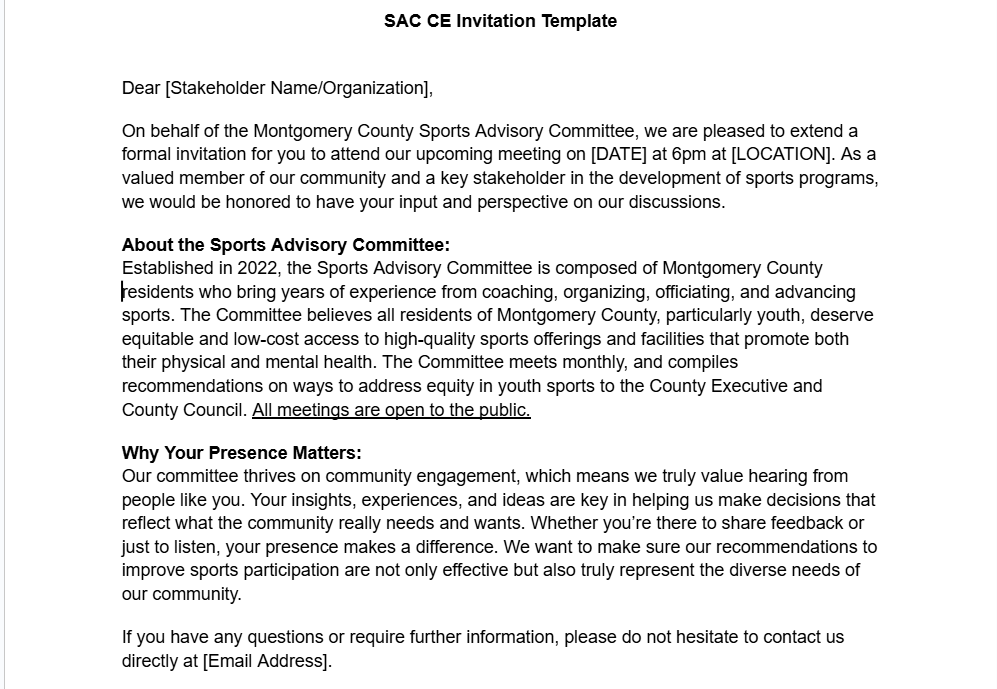 SAC CE Invitation Template
Dear [Stakeholder Name/Organization],
On behalf of the Montgomery County Sports Advisory Committee, we are pleased to extend a
formal invitation for you to attend our upcoming meeting on [DATE] at 6pm at [LOCATION]. As a
valued member of our community and a key stakeholder in the development of sports programs,
we would be honored to have your input and perspective on our discussions.
About the Sports Advisory Committee:
Established in 2022, the Sports Advisory Committee is composed of Montgomery County
residents who bring years of experience from coaching, organizing, officiating, and advancing
sports. The Committee believes all residents of Montgomery County, particularly youth, deserve
equitable and low-cost access to high-quality sports offerings and facilities that promote both
their physical and mental health. The Committee meets monthly, and compiles
recommendations on ways to address equity in youth sports to the County Executive and
County Council. All meetings are open to the public.
Why Your Presence Matters:
Our committee thrives on community engagement, which means we truly value hearing from
people like you. Your insights, experiences, and ideas are key in helping us make decisions that
reflect what the community really needs and wants. Whether you’re there to share feedback or
just to listen, your presence makes a difference. We want to make sure our recommendations to
improve sports participation are not only effective but also truly represent the diverse needs of
our community.
If you have any questions or require further information, please do not hesitate to contact us
directly at [Email Address].